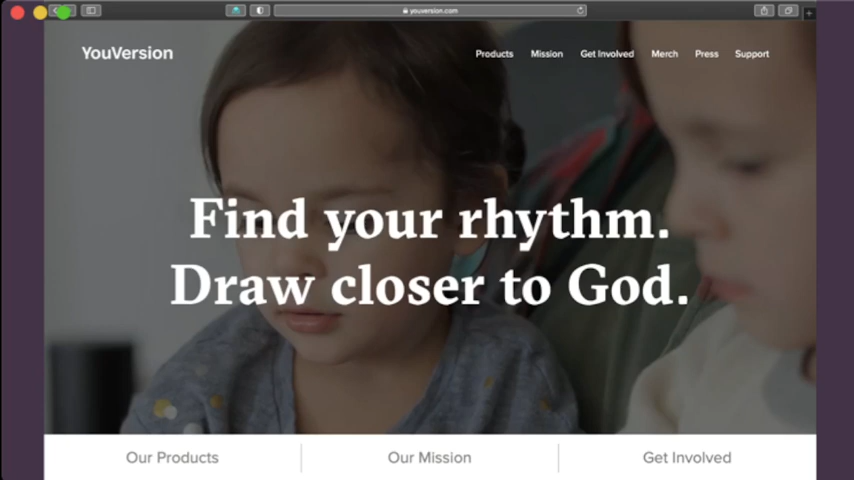 youversion.com
YouVersion
Products Mission Get Involved Merch Press Support
Find your rhythm.
Draw closer to God.
Our Products Our Mission Get Involved